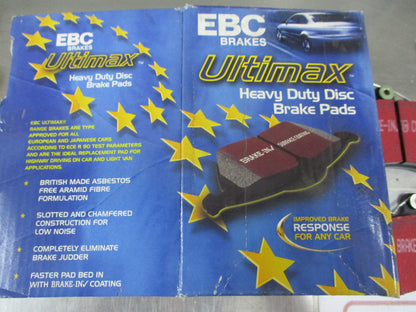 EBC
BRAKES
Ultimax™
Heavy Duty Disc
Brake Pads
EBC ULTIMAX
RANGE BRAKES ARE TYPE
APPROVED FOR ALL
EUROPEAN AND JAPANESE CARS
ACCORDING TO ECE R 90 TEST PARAMETERS
AND ARE THE IDEAL REPLACEMENT PAD FOR
HIGHWAY DRIVING ON CAR AND LIGHT VAN
APPLICATIONS.
BRITISH MADE ASBESTOS
FREE ARAMID FIBRE
FORMULATION
SLOTTED AND CHAMFERED
CONSTRUCTION FOR
LOW NOISE
COMPLETELY ELIMINATE
BRAKE JUDDER
FASTER PAD BED IN
WITH BRAKE-IN COATING
EBC
BRAKES
Ultimax™
Heavy Duty Disc
Brake Pads
BRAKE-IN
IMPROVED BRAKE
RESPONSE
FOR ANY CAR